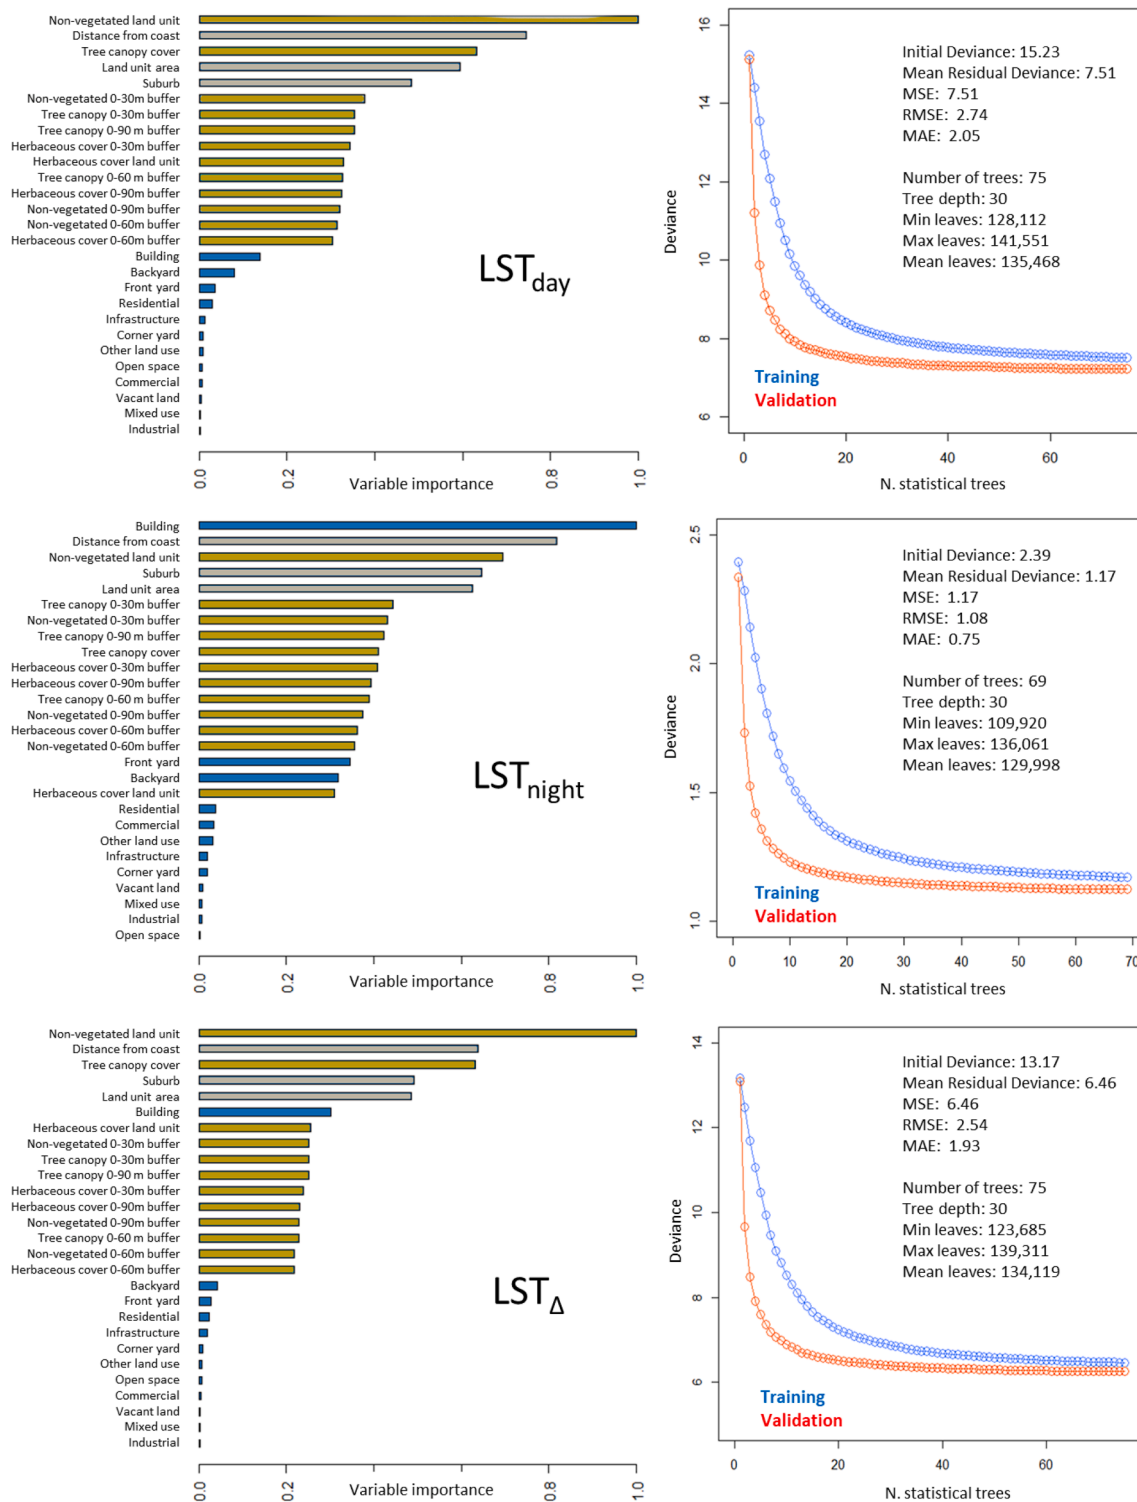 Non-vegetated land unit
Distance from coast
Tree canopy cover
Land unit area
Suburb
Non-vegetated 0-30m buffer
Tree canopy 0-30m buffer
Tree canopy 0-90 m buffer
Herbaceous cover 0-30m buffer
Herbaceous cover land unit
Tree canopy 0-60 m buffer
Herbaceous cover 0-90m buffer
Non-vegetated 0-90m buffer
Non-vegetated 0-60m buffer
Herbaceous cover 0-60m buffer
Building
Backyard
Front yard
Residential
Infrastructure
Corner yard
Other land use
Open space
Commercial
Vacant land
Mixed use
Industrial
LSTday
0.0 0.2 0.8 1.0
Variable importance
16
14
12
10
8
6
Deviance
Initial Deviance: 15.23
Mean Residual Deviance: 7.51
MSE: 7.51
RMSE: 2.74
MAE: 2.05
Number of trees: 75
Tree depth: 30
Min leaves: 128,112
Max leaves: 141,551
Mean leaves: 135,468
Training
Validation
0 20 40 60
N. statistical trees
Building
Distance from coast
Non-vegetated land unit
Suburb
Land unit area
Tree canopy 0-30m buffer
Non-vegetated 0-30m buffer
Tree canopy 0-90 m buffer
Tree canopy cover
Herbaceous cover 0-30m buffer
Herbaceous cover 0-90m buffer
Tree canopy 0-60 m buffer
Non-vegetated 0-90m buffer
Herbaceous cover 0-60m buffer
Non-vegetated 0-60m buffer
Front yard
Backyard
Herbaceous cover land unit
Residential
Commercial
Other land use
Infrastructure
Corner yard
Vacant land
Mixed use
Industrial
Open space
LSTnight
0.0 0.2 0.8 1.0
Variable importance
2.5
2.0
1.5
1.0
Deviance
Initial Deviance: 2.39
Mean Residual Deviance: 1.17
MSE: 1.17
RMSE: 1.08
MAE: 0.75
Number of trees: 69
Tree depth: 30
Min leaves: 109,920
Max leaves: 136,061
Mean leaves: 129,998
Training
Validation
0 10 20 30 40 50 60 70
N. statistical trees
Non-vegetated land unit
Distance from coast
Tree canopy cover
Suburb
Land unit area
Building
Herbaceous cover land unit
Non-vegetated 0-30m buffer
Tree canopy 0-30m buffer
Tree canopy 0-90 m buffer
Herbaceous cover 0-30m buffer
Herbaceous cover 0-90m buffer
Non-vegetated 0-90m buffer
Tree canopy 0-60 m buffer
Non-vegetated 0-60m buffer
Herbaceous cover 0-60m buffer
Backyard
Front yard
Residential
Infrastructure
Corner yard
Other land use
Open space
Commercial
Vacant land
Mixed use
Industrial
LSTΔ
0.0 0.2 0.8 1.0
Variable importance
14
12
10
8
6
Deviance
Initial Deviance: 13.17
Mean Residual Deviance: 6.46
MSE: 6.46
RMSE: 2.54
MAE: 1.93
Number of trees: 75
Tree depth: 30
Min leaves: 123,685
Max leaves: 139,311
Mean leaves: 134,119
Training
Validation
0 20 40 60
N. statistical trees